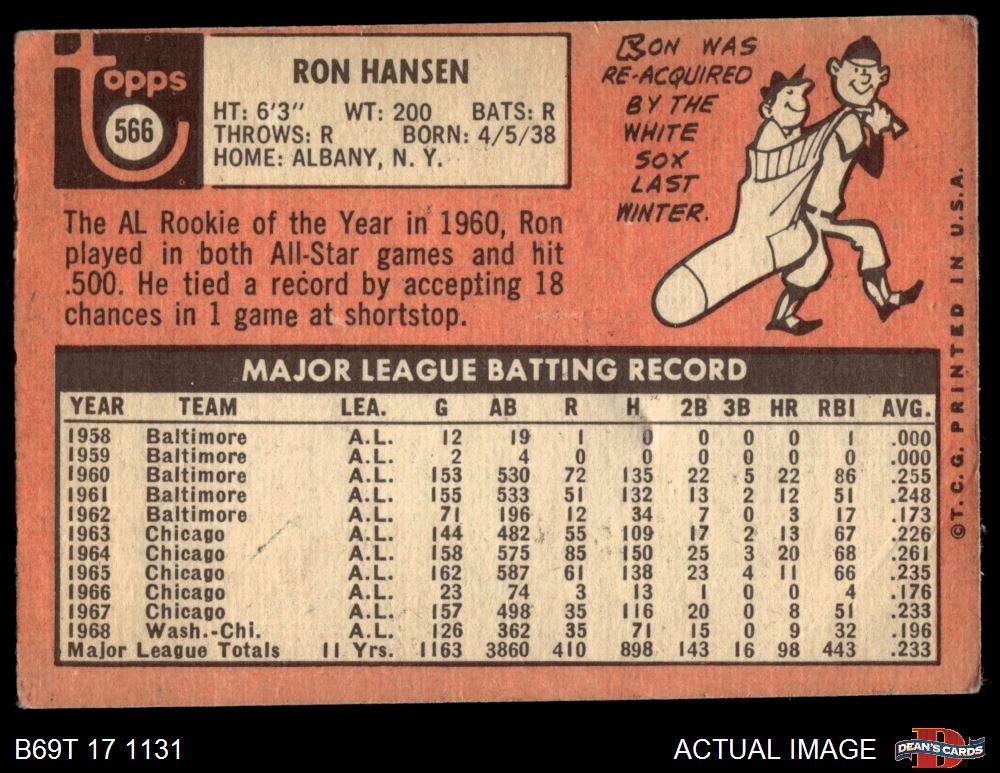 topps
566
RON HANSEN
HT: 6'3" WT: 200 BATS: R
THROWS: R BORN: 4/5/38
HOME: ALBANY, N. Y.
RON WAS
RE-ACQUIRED
BY THE
WHITE
SOX
LAST
WINTER.
The AL Rookie of the Year in 1960, Ron
played in both All-Star games and hit
.500. He tied a record by accepting 18
chances in 1 game at shortstop.
MAJOR LEAGUE BATTING RECORD
YEAR TEAM LEA. G AB R H 2B 3B HR RBI AVG.
1958 Baltimore A.L. 12 19 1 0 0 0 0 1 .000
1959 Baltimore A.L. 2 4 0 0 0 0 0 0 .000
1960 Baltimore A.L. 153 530 72 135 22 5 22 86 .255
1961 Baltimore A.L. 155 533 51 132 13 2 12 51 .248
1962 Baltimore A.L. 71 196 12 34 7 0 3 17 .173
1963 Chicago A.L. 144 482 55 109 17 2 13 67 .226
1964 Chicago A.L. 158 575 85 150 25 3 20 68 .261
1965 Chicago A.L. 162 587 61 138 23 4 11 66 .235
1966 Chicago A.L. 23 74 3 13 1 0 0 4 .176
1967 Chicago A.L. 157 498 35 116 20 0 8 51 .233
1968 Wash.-Chi. A.L. 126 362 35 71 15 0 9 32 .196
Major League Totals 11 Yrs. 1163 3860 410 898 143 16 98 443 .233
©T. C. G. PRINTED IN U. S. A.
B69T 17 1131
ACTUAL IMAGE
D
DEAN'S CARDS